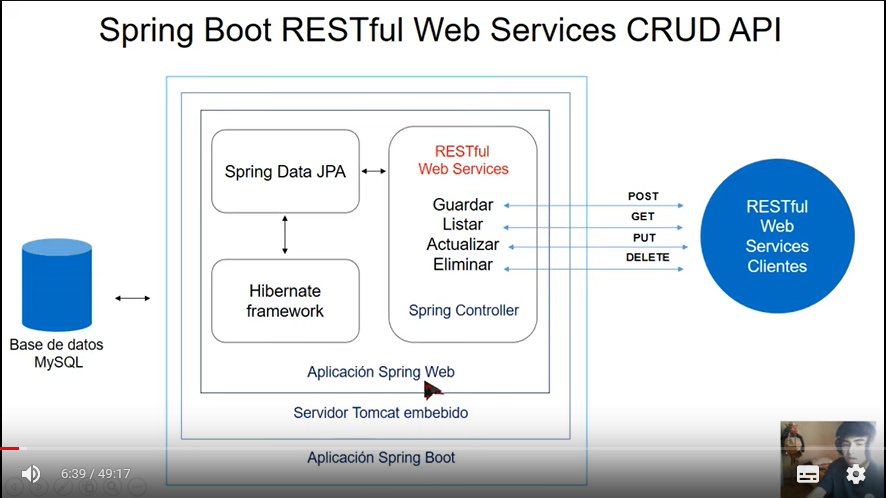 Spring Boot RESTful Web Services CRUD API
Spring Data JPA
RESTful
Web Services
Guardar
Listar
Actualizar
Eliminar
Spring Controller
Hibernate
framework
POST
GET
PUT
DELETE
RESTful
Web
Services
Clientes
Base de datos
MySQL
Aplicación Spring Web
Servidor Tomcat embebido
Aplicación Spring Boot
6:39 / 49:17